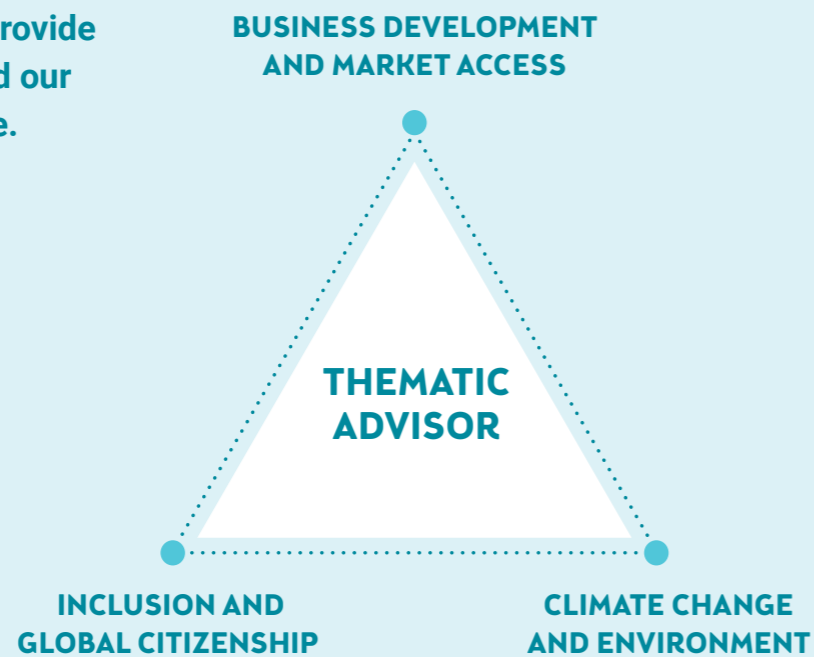 rovide
d our
e.
BUSINESS DEVELOPMENT
AND MARKET ACCESS
THEMATIC
ADVISOR
INCLUSION AND
GLOBAL CITIZENSHIP
CLIMATE CHANGE
AND ENVIRONMENT